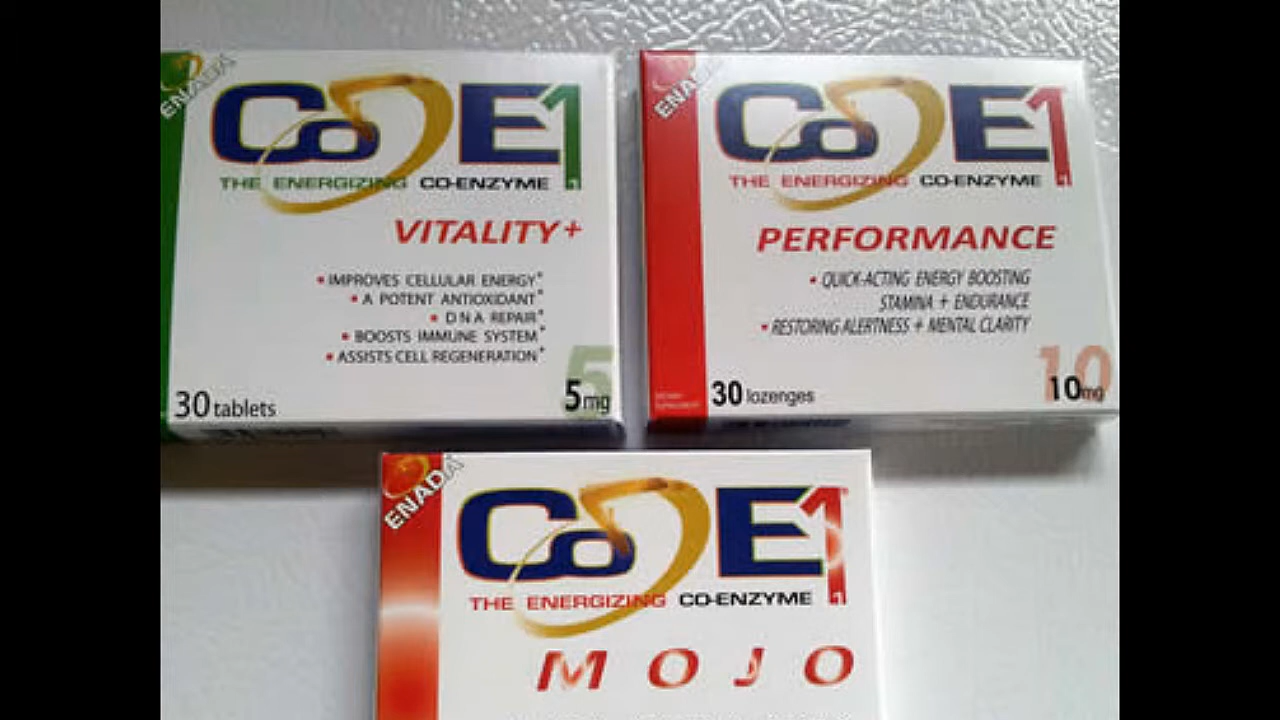 ENADA
CoE1
THE ENERGIZING CO-ENZYME
VITALITY+
• IMPROVES CELLULAR ENERGY*
• A POTENT ANTIOXIDANT*
• DNA REPAIR*
• BOOSTS IMMUNE SYSTEM*
• ASSISTS CELL REGENERATION*
5
30 tablets
5mg
ENA
CoE1
THE ENERGIZING CO-ENZYME
PERFORMANCE
• QUICK-ACTING ENERGY BOOSTING
STAMINA + ENDURANCE
• RESTORING ALERTNESS + MENTAL CLARITY
10
30 lozenges
10mg
ENADA
CoE1
THE ENERGIZING CO-ENZYME
MOJO